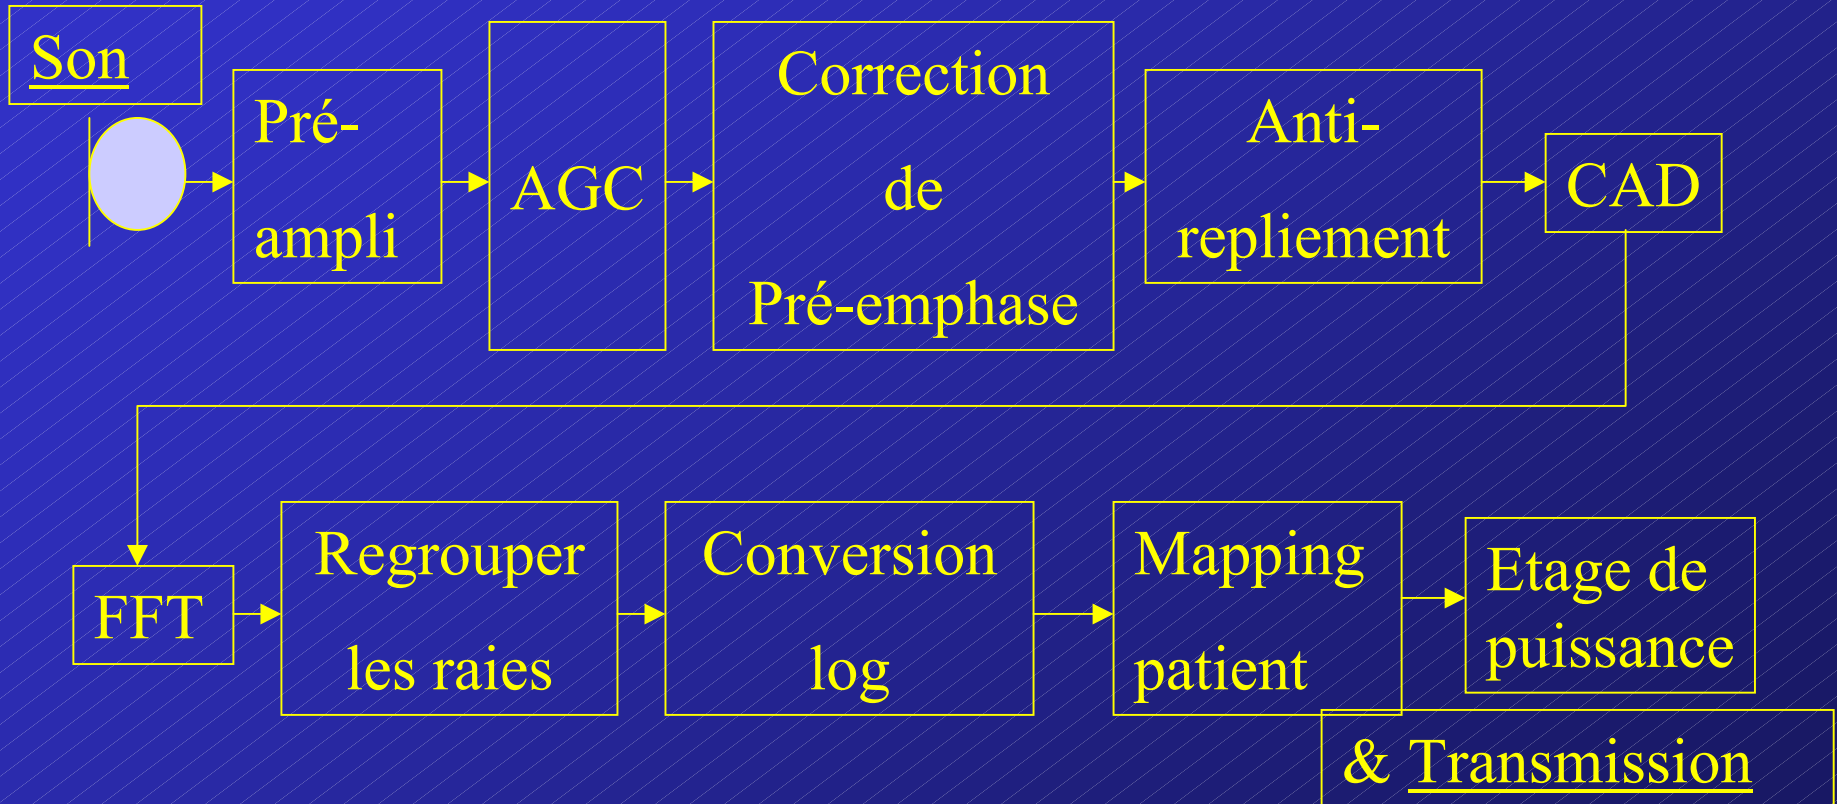 Son
Pré-
ampli
AGC
Correction
de
Pré-emphase
Anti-
repliement
CAD
FFT
Regrouper
les raies
Conversion
log
Mapping
patient
Etage de
puissance
& Transmission